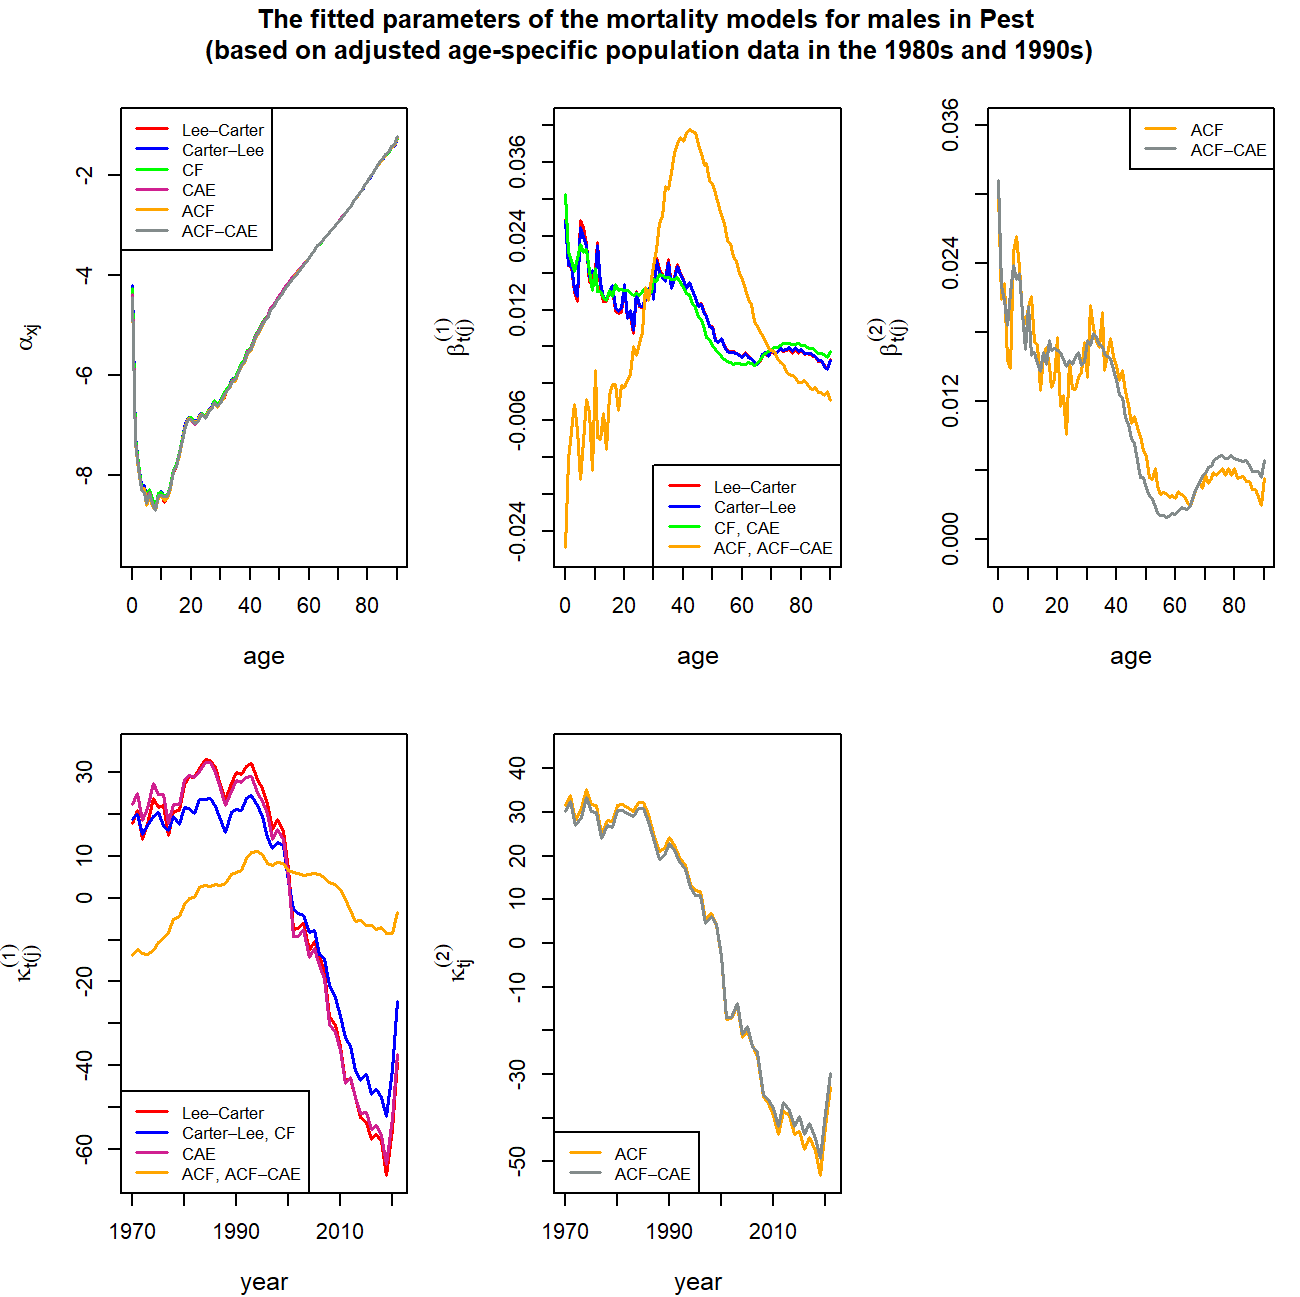 The fitted parameters of the mortality models for males in Pest
(based on adjusted age-specific population data in the 1980s and 1990s)
Lee–Carter
Carter–Lee
CF
CAE
ACF
ACF–CAE
-2
-4
-6
-8
αxj
0 20 40 60 80
age
0.036
0.024
0.012
-0.006
-0.024
β(1)t(j)
Lee–Carter
Carter–Lee
CF, CAE
ACF, ACF–CAE
0 20 40 60 80
age
ACF
ACF–CAE
0.036
0.024
0.012
0.000
β(2)t(j)
0 20 40 60 80
age
30
10
0
-20
-40
-60
κ(1)t(j)
Lee–Carter
Carter–Lee, CF
CAE
ACF, ACF–CAE
1970 1990 2010
year
40
30
20
10
0
-10
-30
-50
κ(2)tj
ACF
ACF–CAE
1970 1990 2010
year